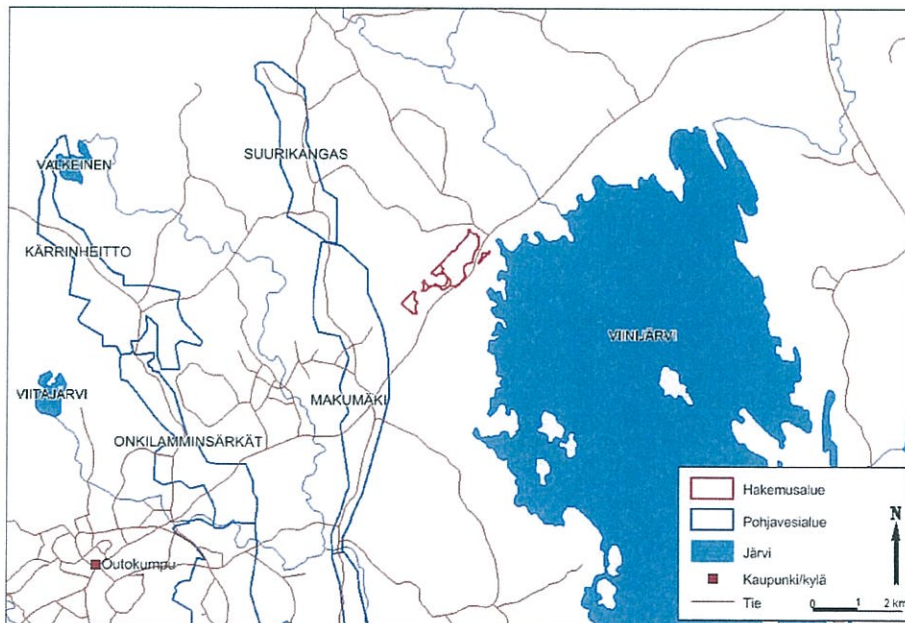 SUURIKANGAS
VALKEINEN
KÄRRINHEITTO
VIINIJÄRVI
VIITAJÄRVI
MAKUMÄKI
ONKILAMMINSÄRKÄT
Outokumpu
Hakemusalue
Pohjavesialue
Järvi
Kaupunki/kylä
Tie
N
0 1 2 km